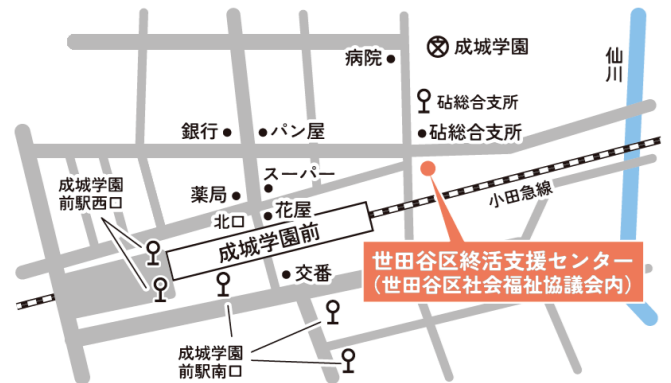 病院
成城学園
仙川
砧総合支所
銀行
パン屋
砧総合支所
成城学園
前駅西口
スーパー
薬局
花屋
北口
成城学園前
小田急線
世田谷区終活支援センター
（世田谷区社会福祉協議会内）
交番
成城学園
前駅南口